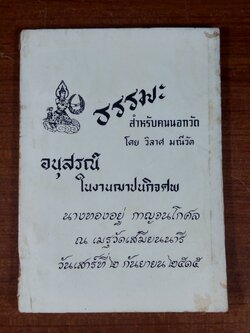 ธรรมะ
สำหรับคนนอกวัด
โดย วิลาศ มณีวัต
อนุสรณ์
ในงานฌาปนกิจศพ
นางทองอยู่ กาญจนโกศล
ณ เมรุวัดเสมียนนารี
วันเสาร์ที่ ๒ กันยายน ๒๕๑๕